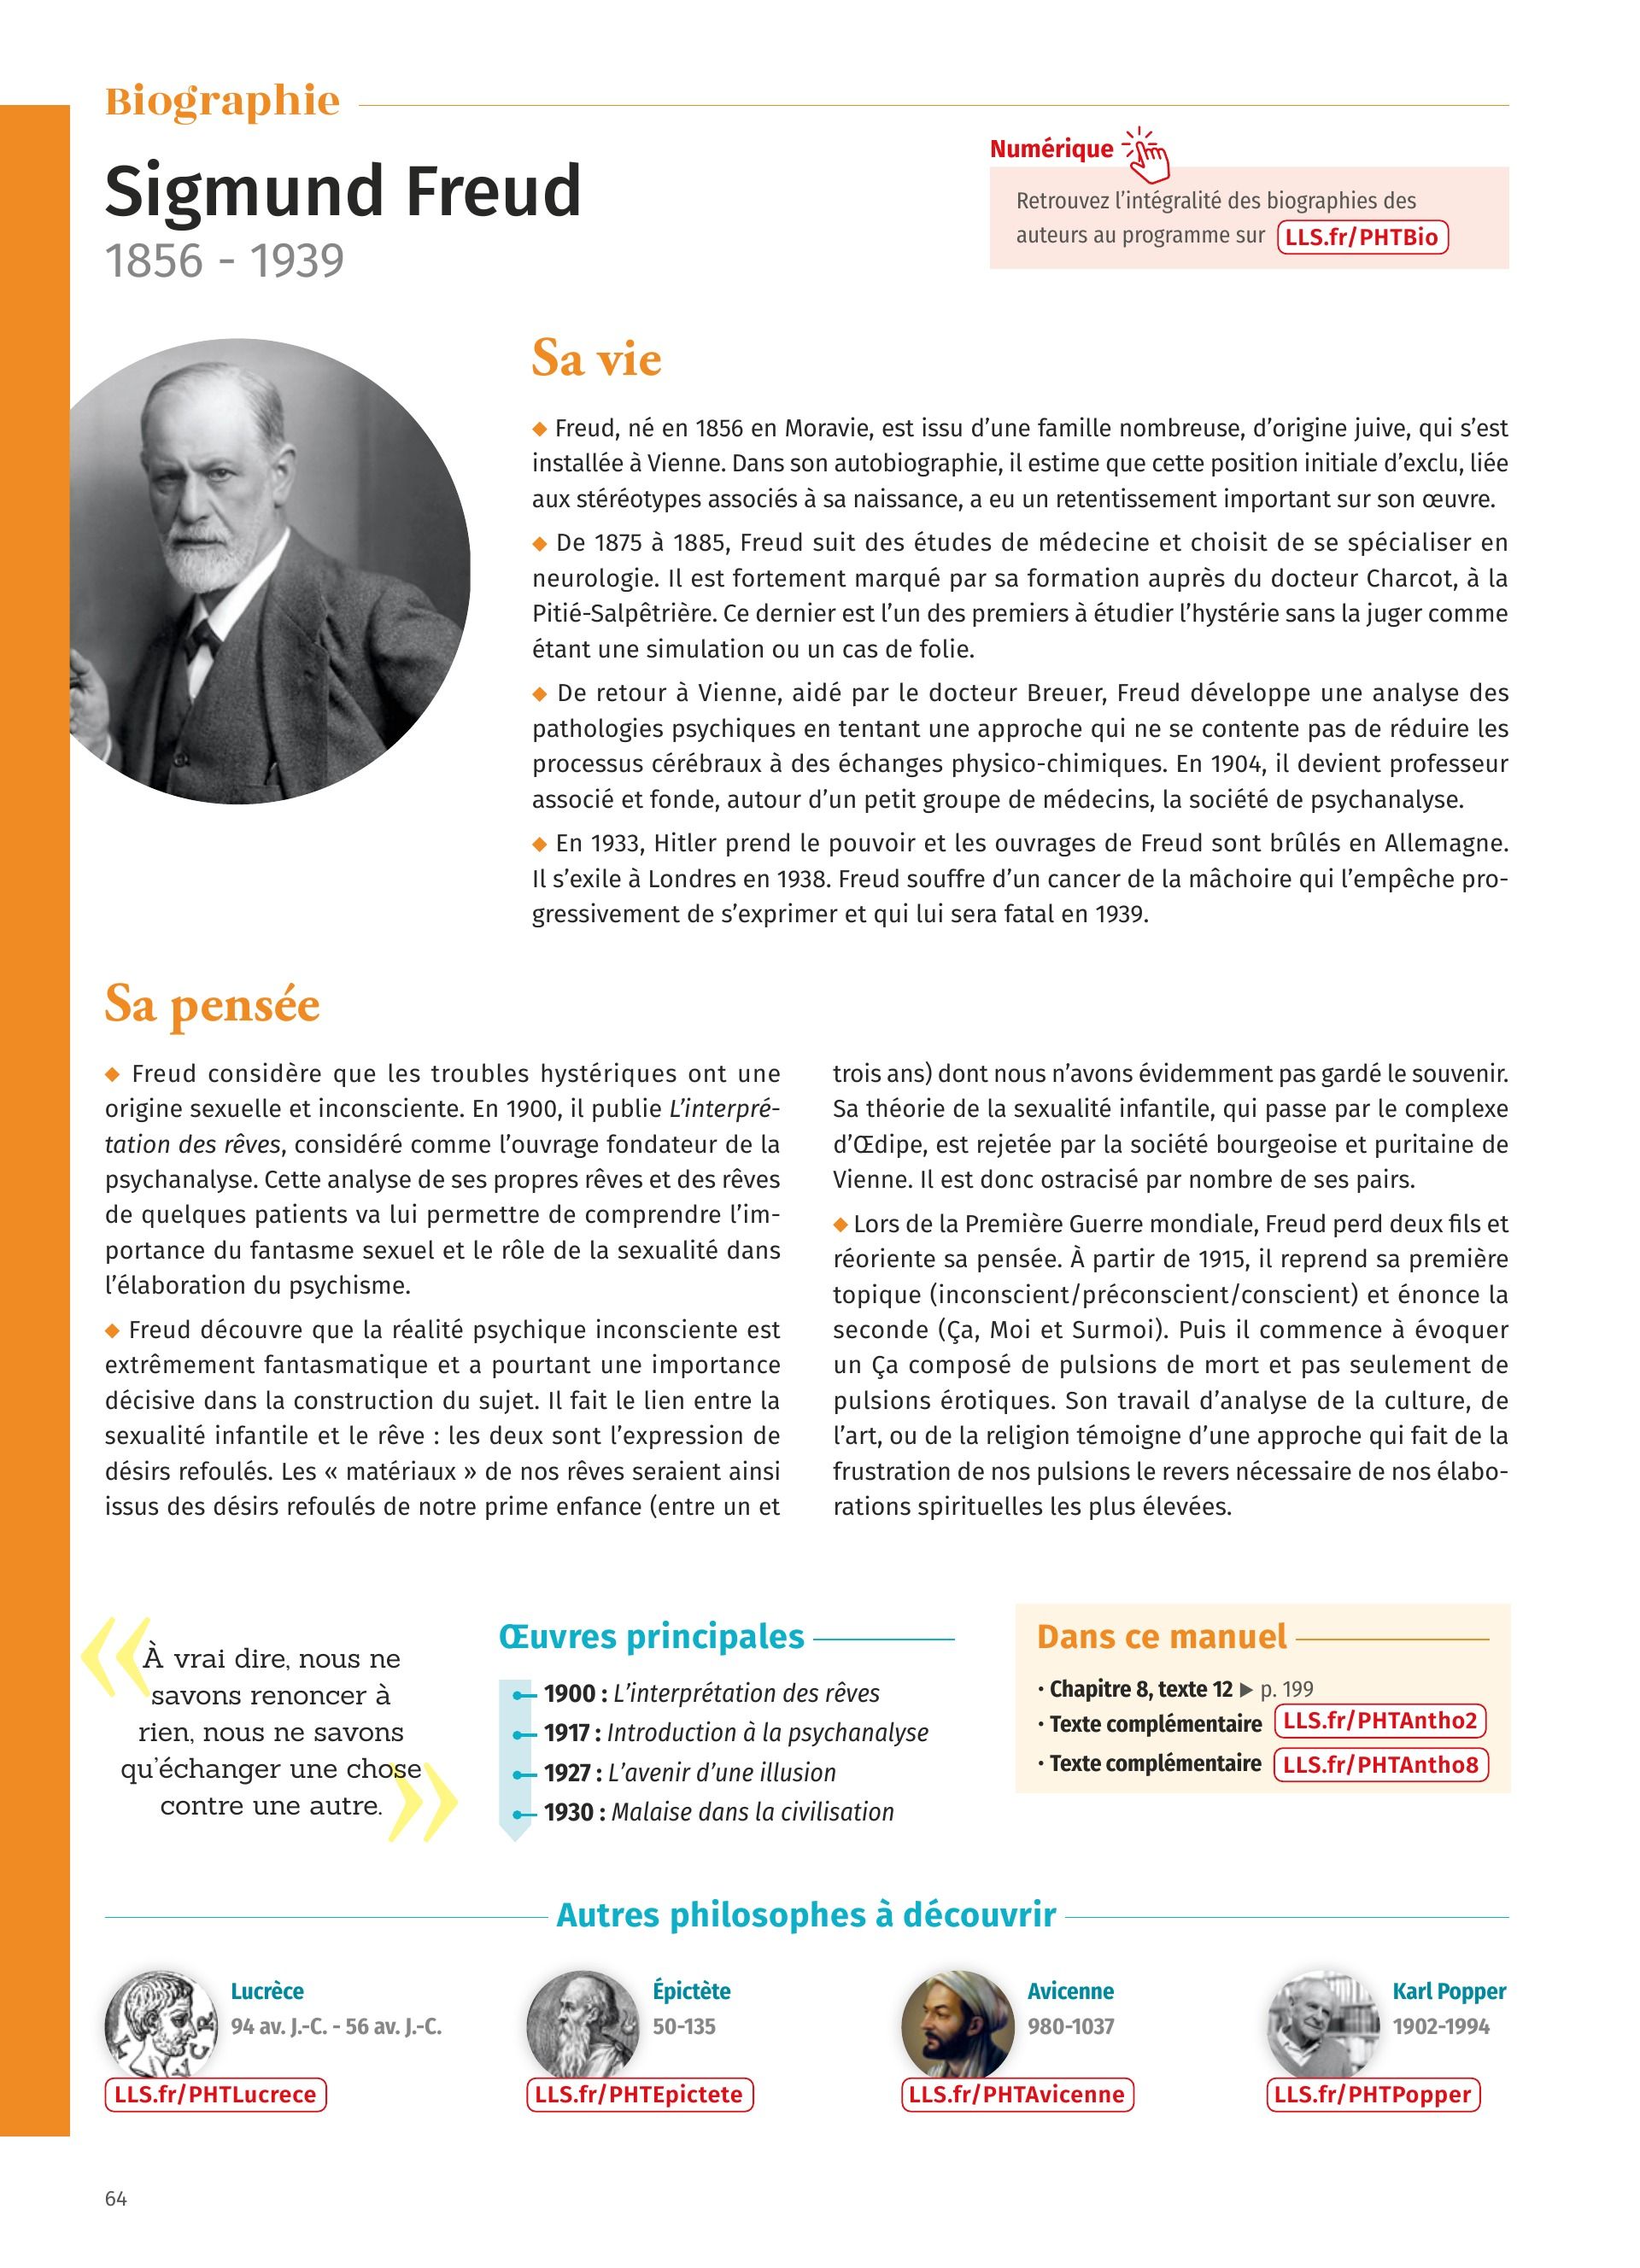 Biographie
Sigmund Freud
1856 - 1939
Numérique
Retrouvez l’intégralité des biographies des
auteurs au programme sur LLS.fr/PHTBio
Sa vie
◆ Freud, né en 1856 en Moravie, est issu d’une famille nombreuse, d’origine juive, qui s’est
installée à Vienne. Dans son autobiographie, il estime que cette position initiale d’exclu, liée
aux stéréotypes associés à sa naissance, a eu un retentissement important sur son œuvre.
◆ De 1875 à 1885, Freud suit des études de médecine et choisit de se spécialiser en
neurologie. Il est fortement marqué par sa formation auprès du docteur Charcot, à la
Pitié-Salpêtrière. Ce dernier est l’un des premiers à étudier l’hystérie sans la juger comme
étant une simulation ou un cas de folie.
◆ De retour à Vienne, aidé par le docteur Breuer, Freud développe une analyse des
pathologies psychiques en tentant une approche qui ne se contente pas de réduire les
processus cérébraux à des échanges physico-chimiques. En 1904, il devient professeur
associé et fonde, autour d’un petit groupe de médecins, la société de psychanalyse.
◆ En 1933, Hitler prend le pouvoir et les ouvrages de Freud sont brûlés en Allemagne.
Il s’exile à Londres en 1938. Freud souffre d’un cancer de la mâchoire qui l’empêche pro-
gressivement de s’exprimer et qui lui sera fatal en 1939.
Sa pensée
◆ Freud considère que les troubles hystériques ont une
origine sexuelle et inconsciente. En 1900, il publie L’interpré-
tation des rêves, considéré comme l’ouvrage fondateur de la
psychanalyse. Cette analyse de ses propres rêves et des rêves
de quelques patients va lui permettre de comprendre l’im-
portance du fantasme sexuel et le rôle de la sexualité dans
l’élaboration du psychisme.
◆ Freud découvre que la réalité psychique inconsciente est
extrêmement fantasmatique et a pourtant une importance
décisive dans la construction du sujet. Il fait le lien entre la
sexualité infantile et le rêve : les deux sont l’expression de
désirs refoulés. Les « matériaux » de nos rêves seraient ainsi
issus des désirs refoulés de notre prime enfance (entre un et
trois ans) dont nous n’avons évidemment pas gardé le souvenir.
Sa théorie de la sexualité infantile, qui passe par le complexe
d’Œdipe, est rejetée par la société bourgeoise et puritaine de
Vienne. Il est donc ostracisé par nombre de ses pairs.
◆ Lors de la Première Guerre mondiale, Freud perd deux fils et
réoriente sa pensée. À partir de 1915, il reprend sa première
topique (inconscient/préconscient/conscient) et énonce la
seconde (Ça, Moi et Surmoi). Puis il commence à évoquer
un Ça composé de pulsions de mort et pas seulement de
pulsions érotiques. Son travail d’analyse de la culture, de
l’art, ou de la religion témoigne d’une approche qui fait de la
frustration de nos pulsions le revers nécessaire de nos élabo-
rations spirituelles les plus élevées.
« À vrai dire, nous ne
savons renoncer à
rien, nous ne savons
qu’échanger une chose
contre une autre. »
Œuvres principales
1900 : L’interprétation des rêves
1917 : Introduction à la psychanalyse
1927 : L’avenir d’une illusion
1930 : Malaise dans la civilisation
Dans ce manuel
· Chapitre 8, texte 12 ▶ p. 199
· Texte complémentaire LLS.fr/PHTAntho2
· Texte complémentaire LLS.fr/PHTAntho8
Autres philosophes à découvrir
Lucrèce
94 av. J.-C. - 56 av. J.-C.
LLS.fr/PHTLucrece
Épictète
50-135
LLS.fr/PHTEpictete
Avicenne
980-1037
LLS.fr/PHTAvicenne
Karl Popper
1902-1994
LLS.fr/PHTPopper
64